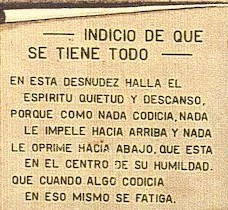 — INDICIO DE QUE
SE TIENE TODO —
EN ESTA DESNUDEZ HALLA EL
ESPIRITU QUIETUD Y DESCANSO,
PORQUE COMO NADA CODICIA, NADA
LE IMPELE HACIA ARRIBA Y NADA
LE OPRIME HACIA ABAJO, QUE ESTA
EN EL CENTRO DE SU HUMILDAD.
QUE CUANDO ALGO CODICIA
EN ESO MISMO SE FATIGA.